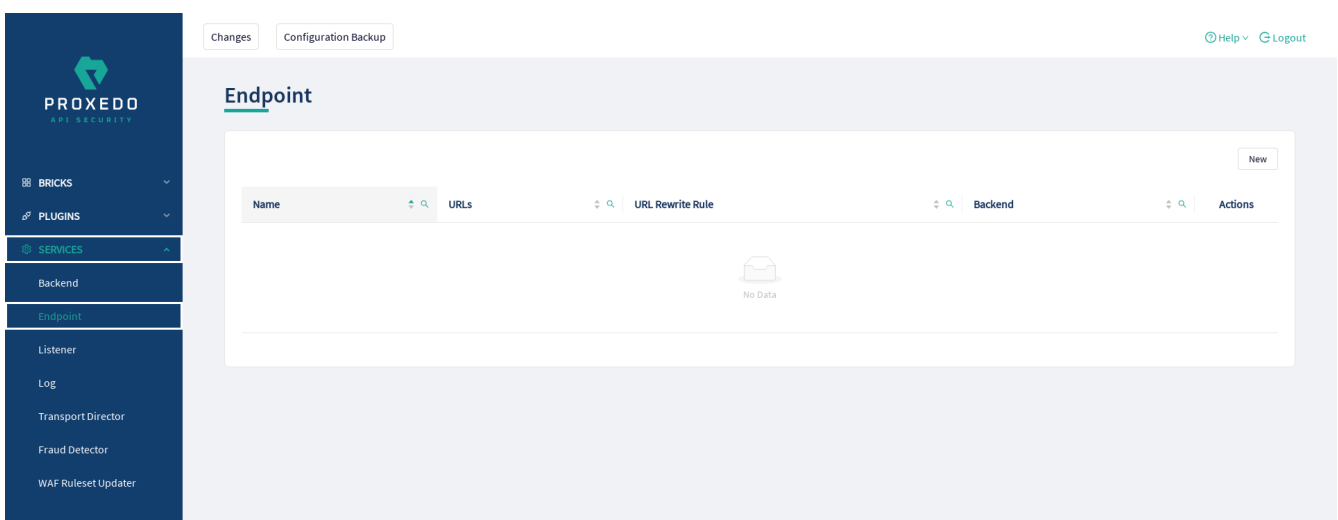 Changes Configuration Backup Help Logout
PROXEDO
API SECURITY
Endpoint
New
BRICKS
PLUGINS
SERVICES
Backend
Endpoint
Listener
Log
Transport Director
Fraud Detector
WAF Ruleset Updater
Name URLs URL Rewrite Rule Backend Actions
No Data